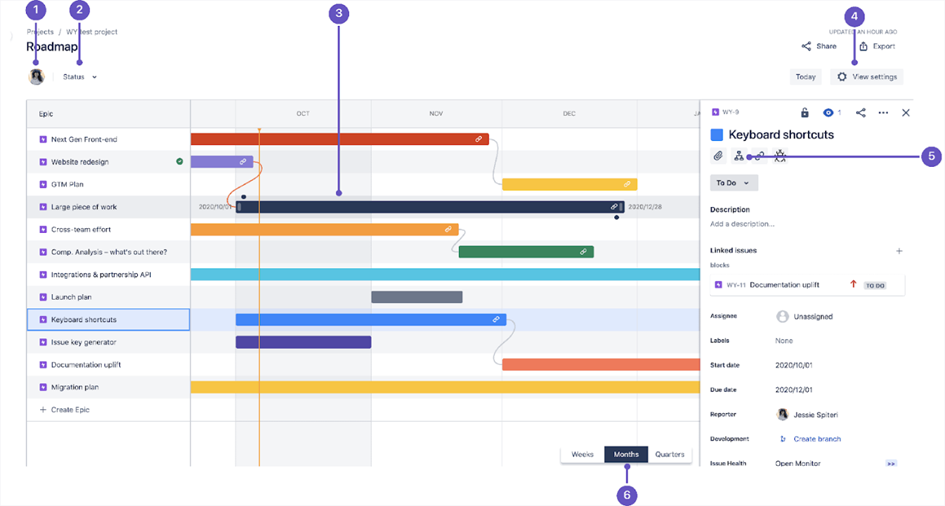 1
2
3
4
Projects / WY test project
UPDATED AN HOUR AGO
Roadmap
Share
Export
Status
Today
View settings
Epic
OCT
NOV
DEC
JA
WY-9
1
Next Gen Front-end
Keyboard shortcuts
Website redesign
5
GTM Plan
To Do
Large piece of work
2020/10/01
2020/12/28
Description
Add a description...
Cross-team effort
Comp. Analysis – what's out there?
Linked issues
blocks
Integrations & partnership API
WY-11 Documentation uplift
TO DO
Launch plan
Keyboard shortcuts
Assignee
Unassigned
Issue key generator
Labels
None
Documentation uplift
Start date
2020/10/01
Migration plan
Due date
2020/12/01
Create Epic
Reporter
Jessie Spiteri
Development
Create branch
Weeks
Months
Quarters
Issue Health
Open Monitor
6